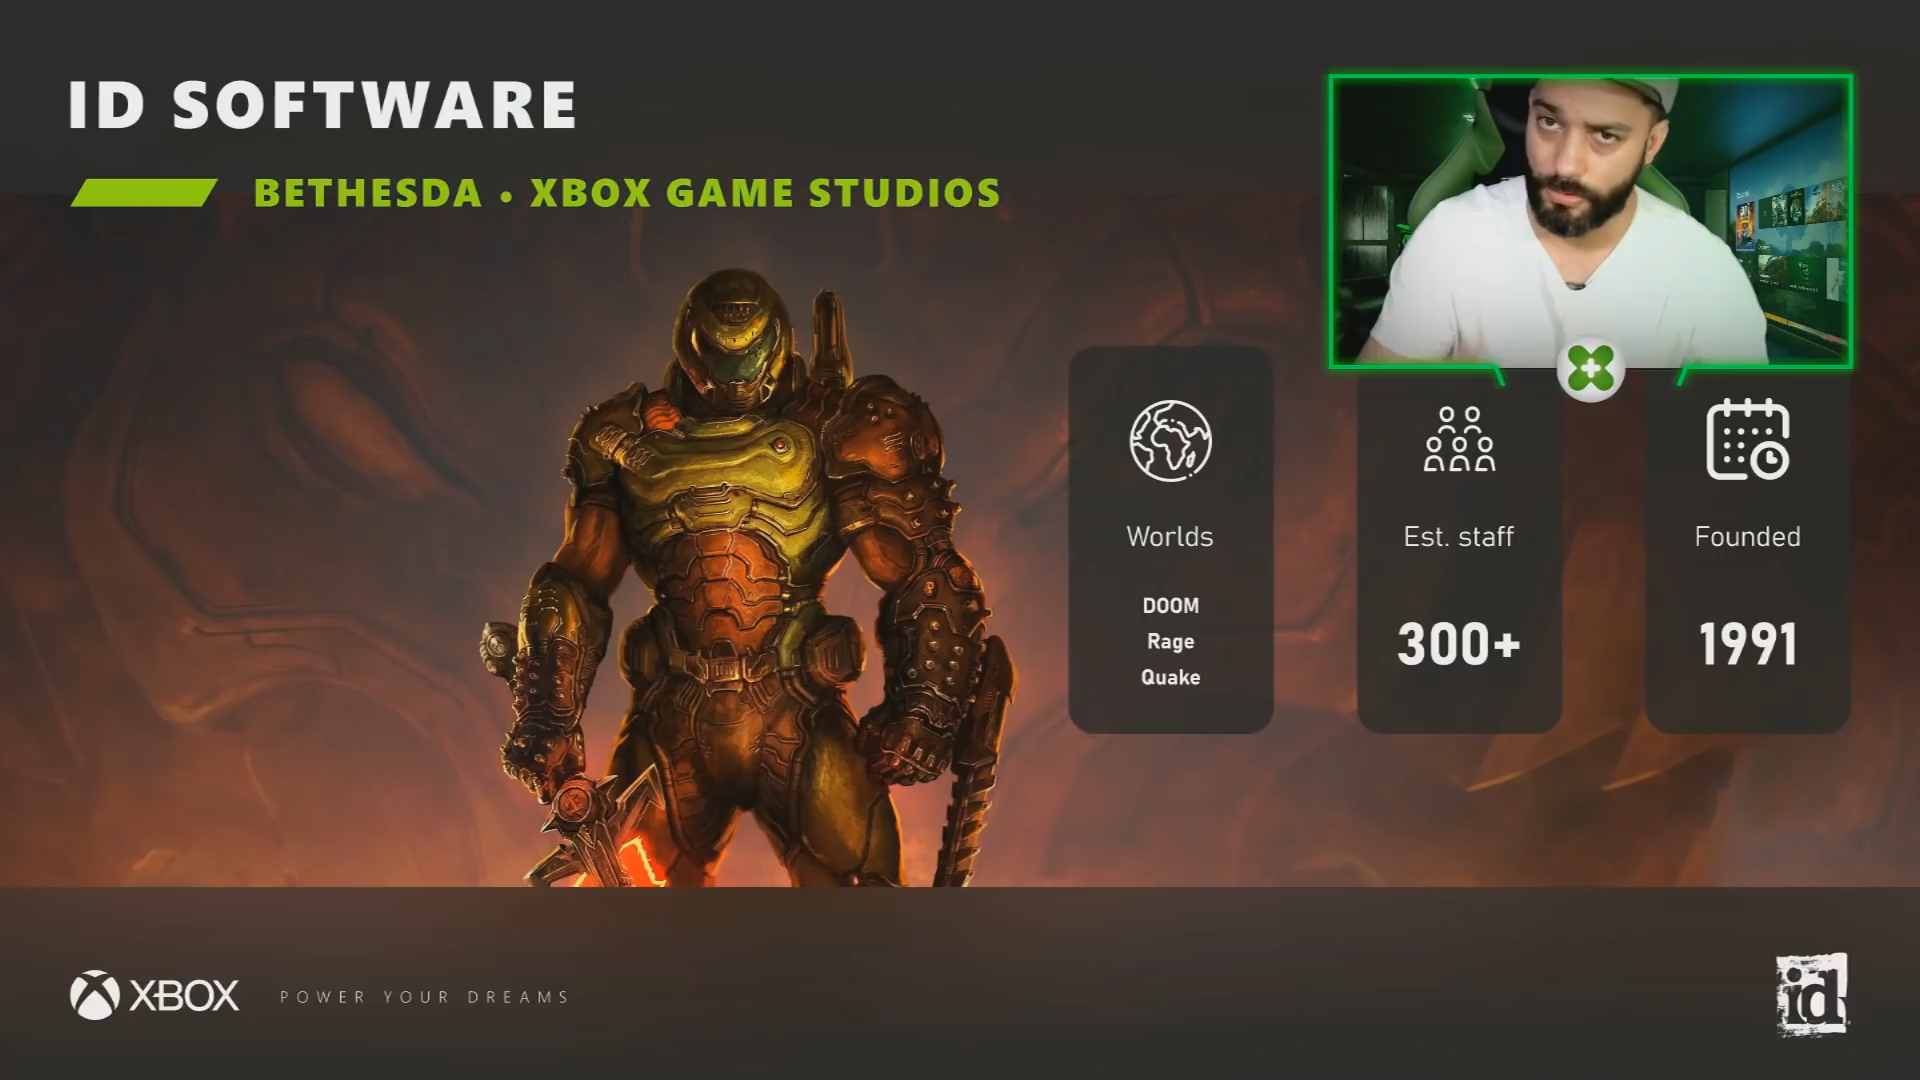 ID SOFTWARE
BETHESDA • XBOX GAME STUDIOS
Worlds
DOOM
Rage
Quake
Est. staff
300+
Founded
1991
XBOX
POWER YOUR DREAMS
id